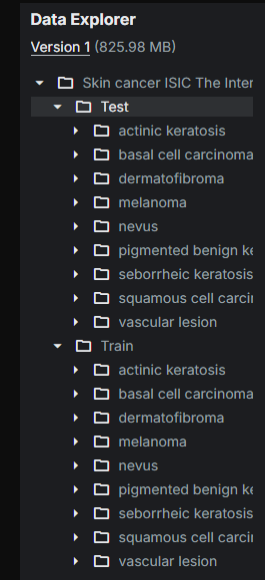 Data Explorer
Version 1 (825.98 MB)
Skin cancer ISIC The Inter
Test
actinic keratosis
basal cell carcinoma
dermatofibroma
melanoma
nevus
pigmented benign ke
seborrheic keratosis
squamous cell carci
vascular lesion
Train
actinic keratosis
basal cell carcinoma
dermatofibroma
melanoma
nevus
pigmented benign ke
seborrheic keratosis
squamous cell carci
vascular lesion